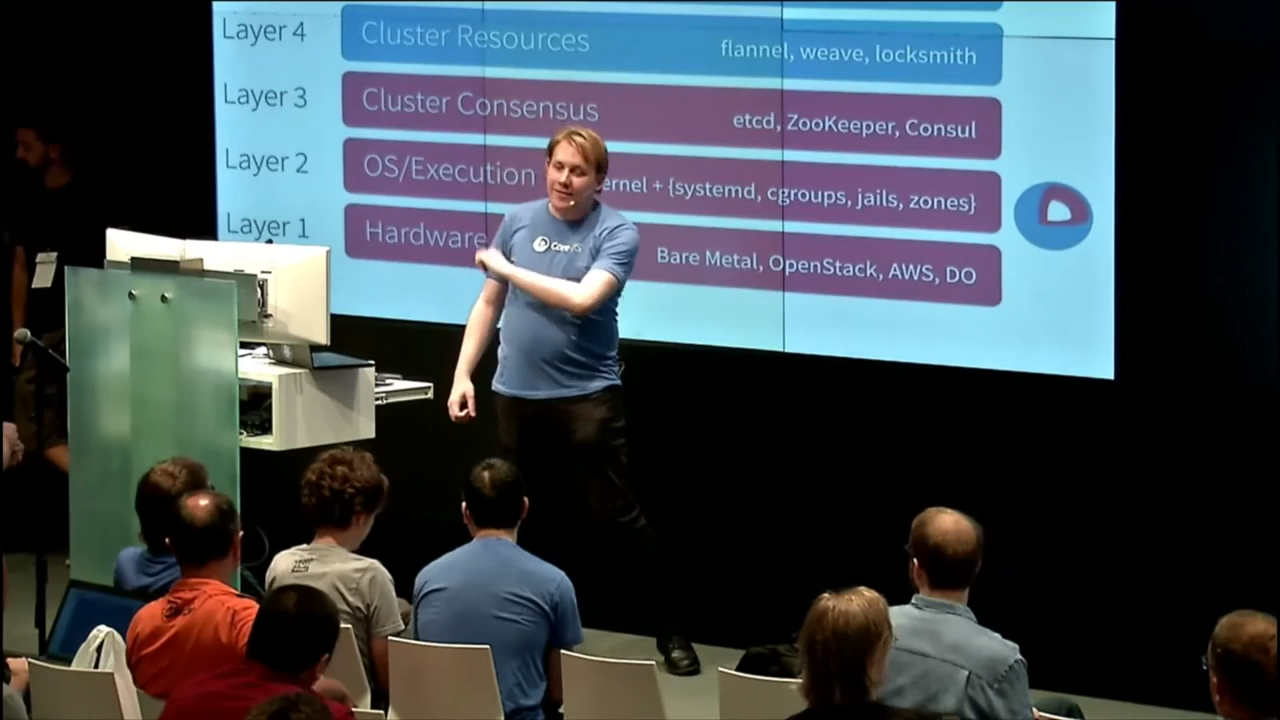 Layer 4
Cluster Resources
flannel, weave, locksmith
Layer 3
Cluster Consensus
etcd, ZooKeeper, Consul
Layer 2
OS/Execution
ernel + {systemd, cgroups, jails, zones}
Layer 1
Hardware
Bare Metal, OpenStack, AWS, DO
CoreOS